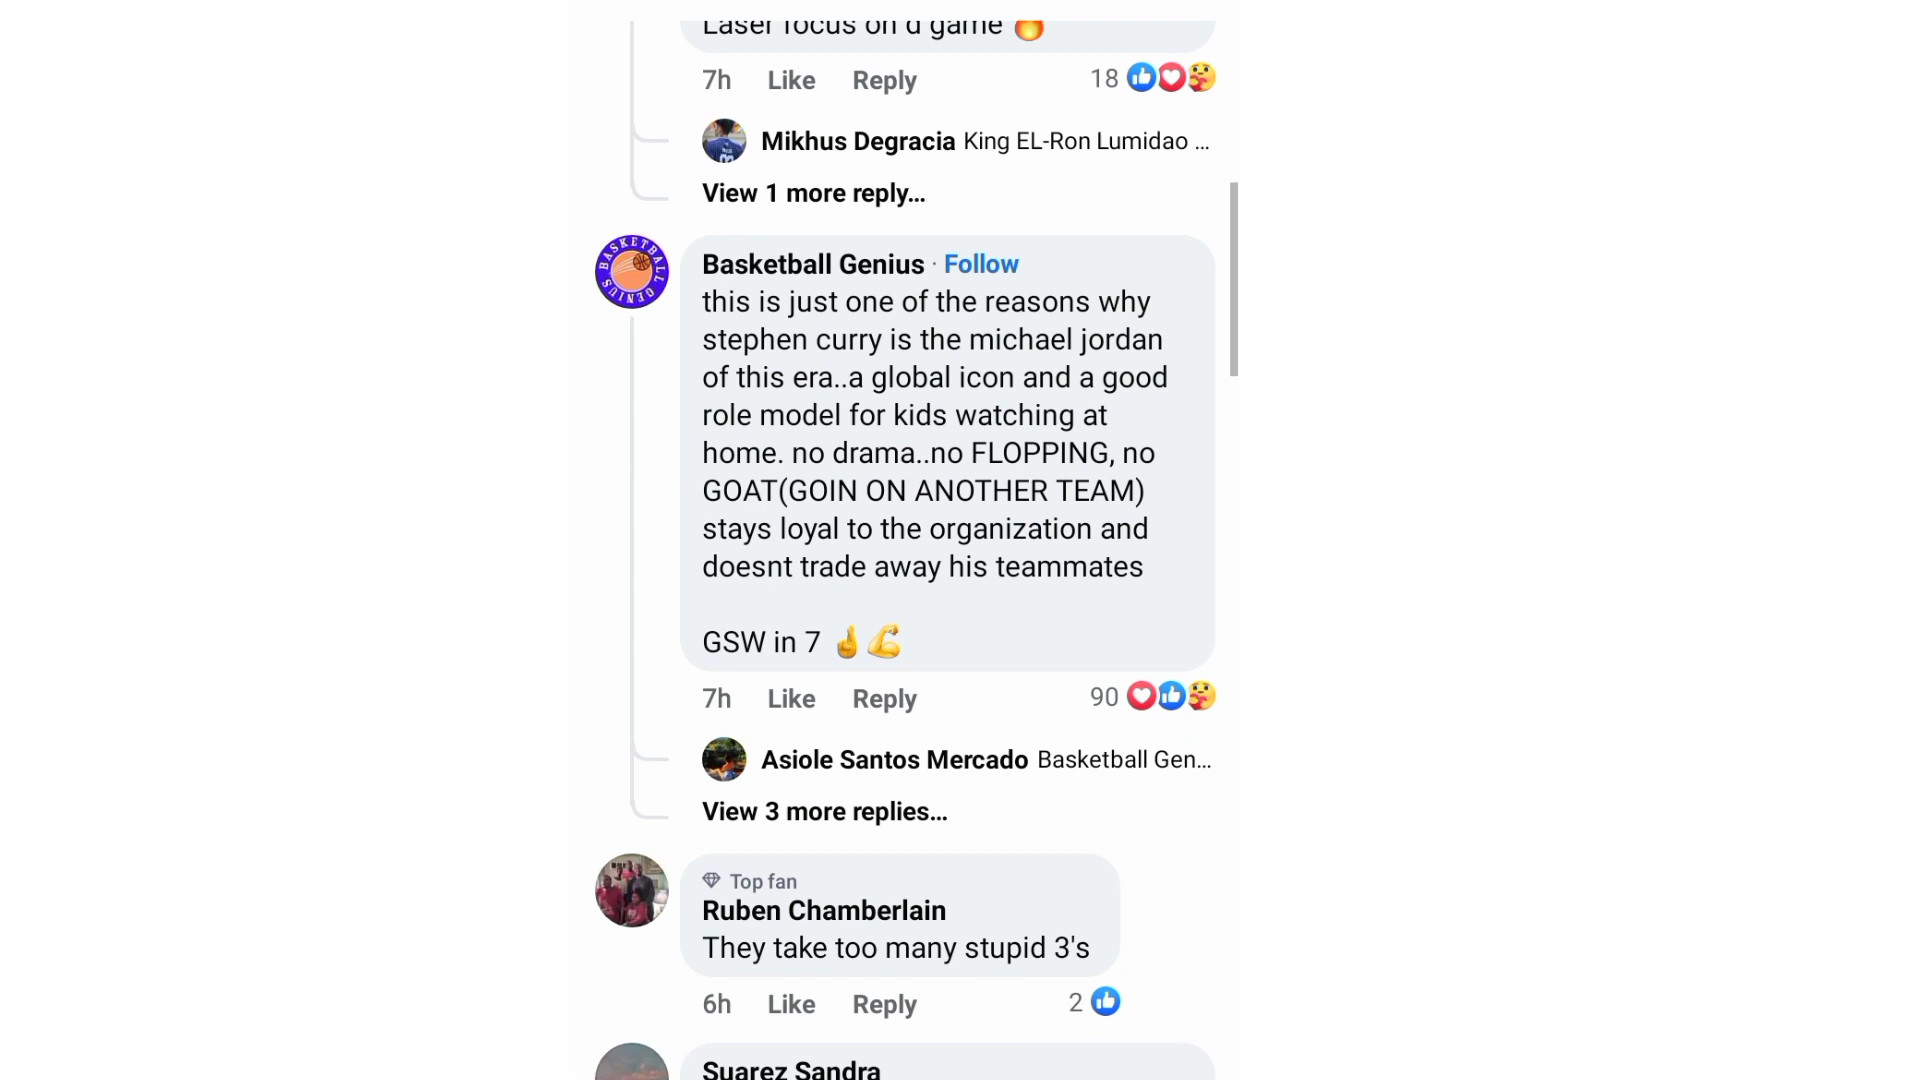 Laser focus on d game
7h Like Reply 18
Mikhus Degracia King EL-Ron Lumidao ...
View 1 more reply...
BASKETBALL GENIUS
Basketball Genius · Follow
this is just one of the reasons why
stephen curry is the michael jordan
of this era..a global icon and a good
role model for kids watching at
home. no drama..no FLOPPING, no
GOAT(GOIN ON ANOTHER TEAM)
stays loyal to the organization and
doesnt trade away his teammates
GSW in 7 🤞💪
7h Like Reply 90
Asiole Santos Mercado Basketball Gen...
View 3 more replies...
Top fan
Ruben Chamberlain
They take too many stupid 3's
6h Like Reply 2
Suarez Sandra